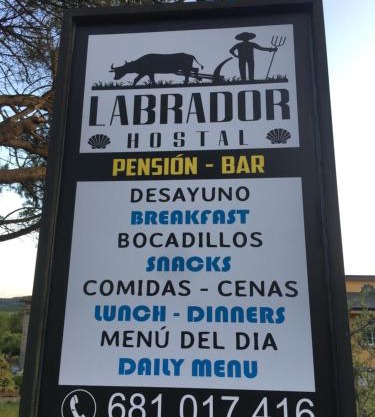 LABRADOR
HOSTAL
PENSIÓN - BAR
DESAYUNO
BREAKFAST
BOCADILLOS
SNACKS
COMIDAS - CENAS
LUNCH - DINNERS
MENÚ DEL DIA
DAILY MENU
681 017 416